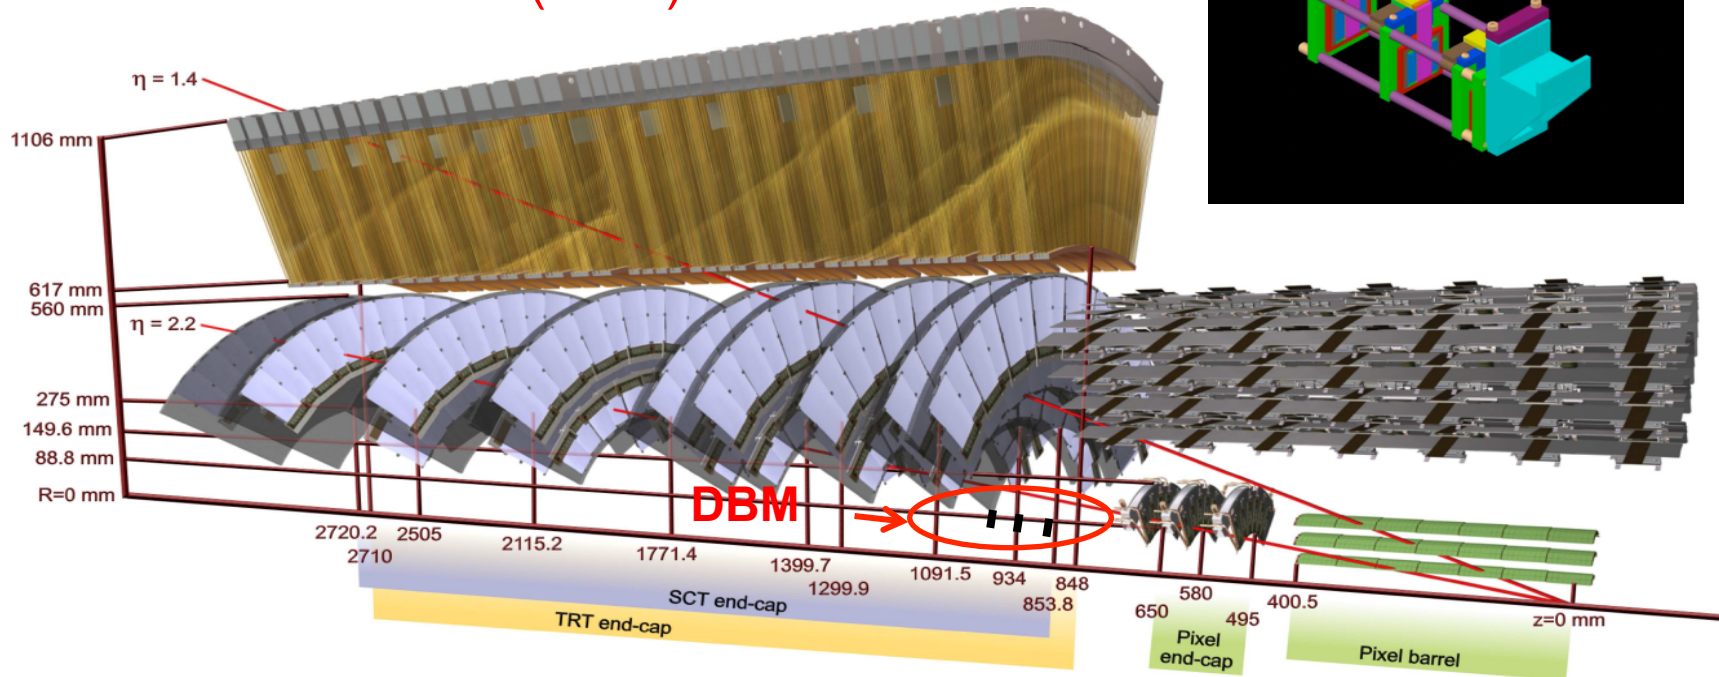 η = 1.4
1106 mm
617 mm
560 mm
η = 2.2
275 mm
149.6 mm
88.8 mm
R=0 mm
DBM
2720.2
2710
2505
2115.2
1771.4
1399.7
1299.9
1091.5
934
853.8
848
650
580
495
400.5
z=0 mm
SCT end-cap
TRT end-cap
Pixel
end-cap
Pixel barrel